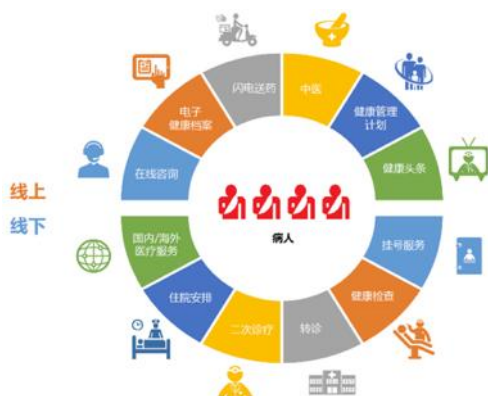 闪电送药
中医
电子
健康档案
健康管理
计划
在线咨询
健康头条
线上
线下
病人
国内/海外
医疗服务
挂号服务
住院安排
健康检查
二次诊疗
转诊